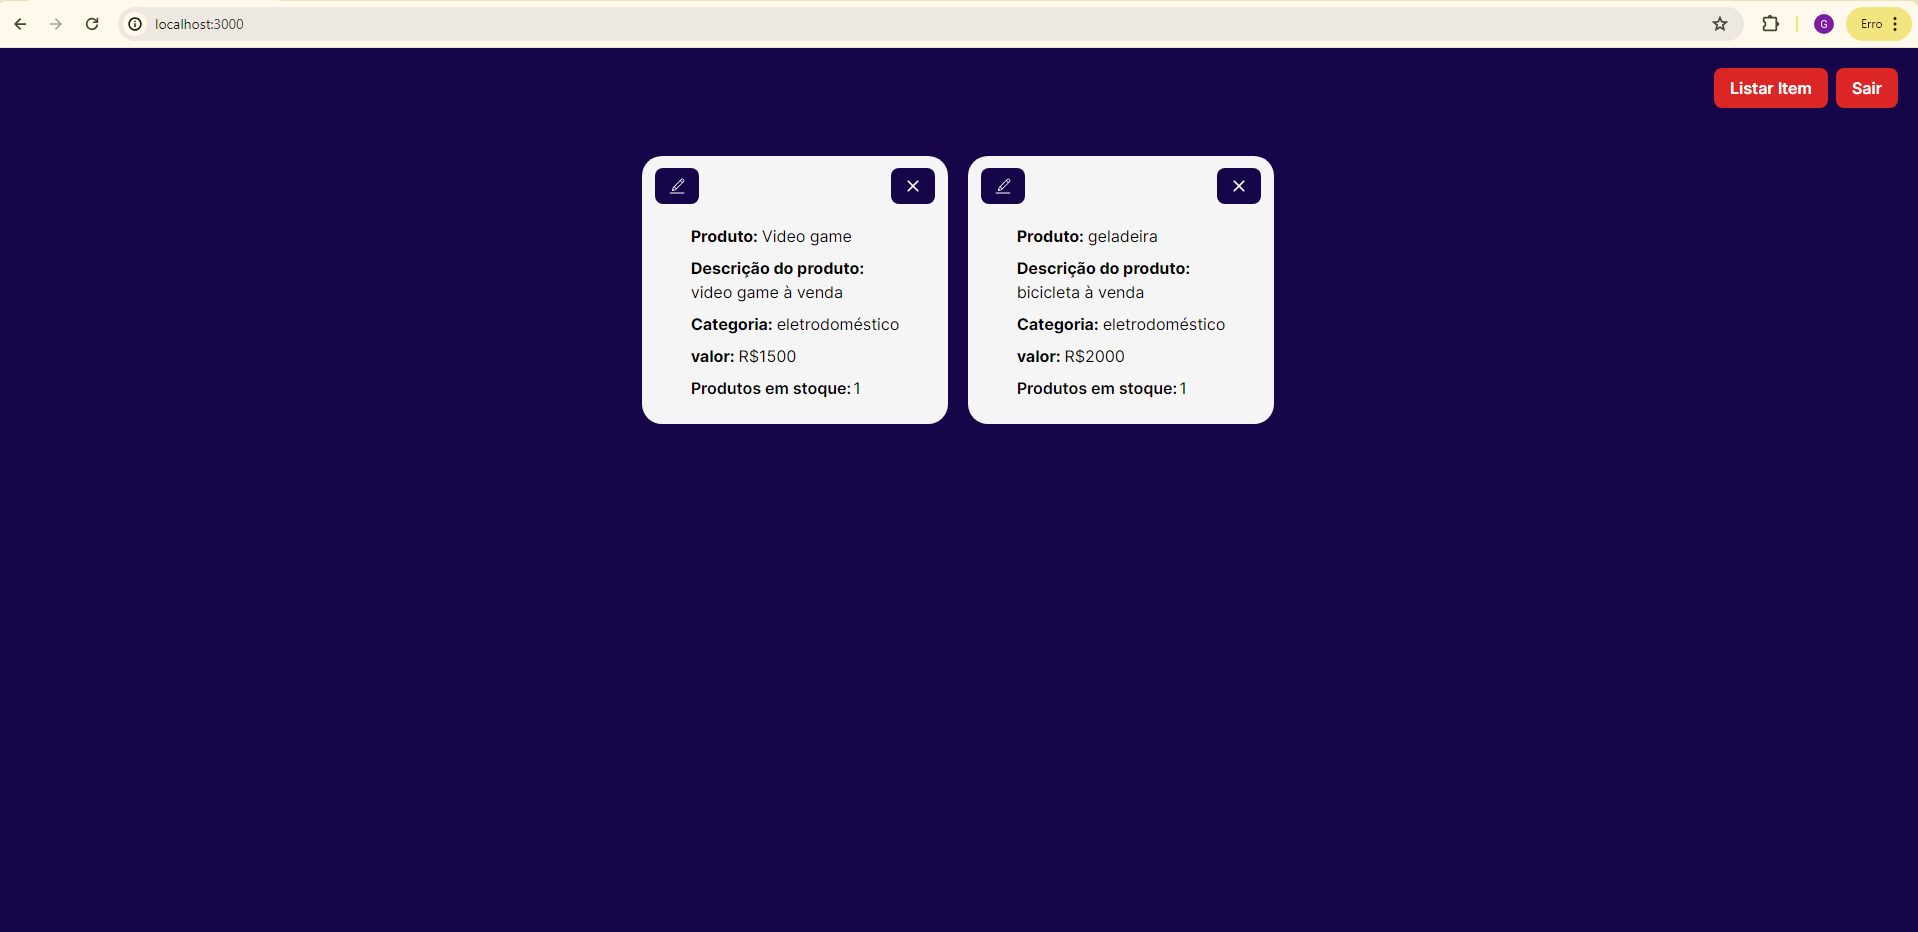 localhost:3000
G
Erro
Listar Item
Sair
Produto: Video game
Descrição do produto:
video game à venda
Categoria: eletrodoméstico
valor: R$1500
Produtos em stoque: 1
Produto: geladeira
Descrição do produto:
bicicleta à venda
Categoria: eletrodoméstico
valor: R$2000
Produtos em stoque: 1